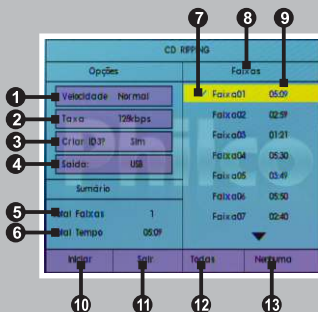 7 8 9
CD RIPPING
Opções Faixas
1 Velocidade Normal
2 Taxa 128kbps
3 Criar ID3? Sim
4 Saída: USB
Sumário
5 tal Faixas 1
6 tal Tempo 05:09
Faixa01 05:09
Faixa02 02:59
Faixa03 01:21
Faixa04 05:30
Faixa05 03:49
Faixa06 05:50
Faixa07 02:40
Philco
Iniciar Sair Todas Nenhuma
10 11 12 13